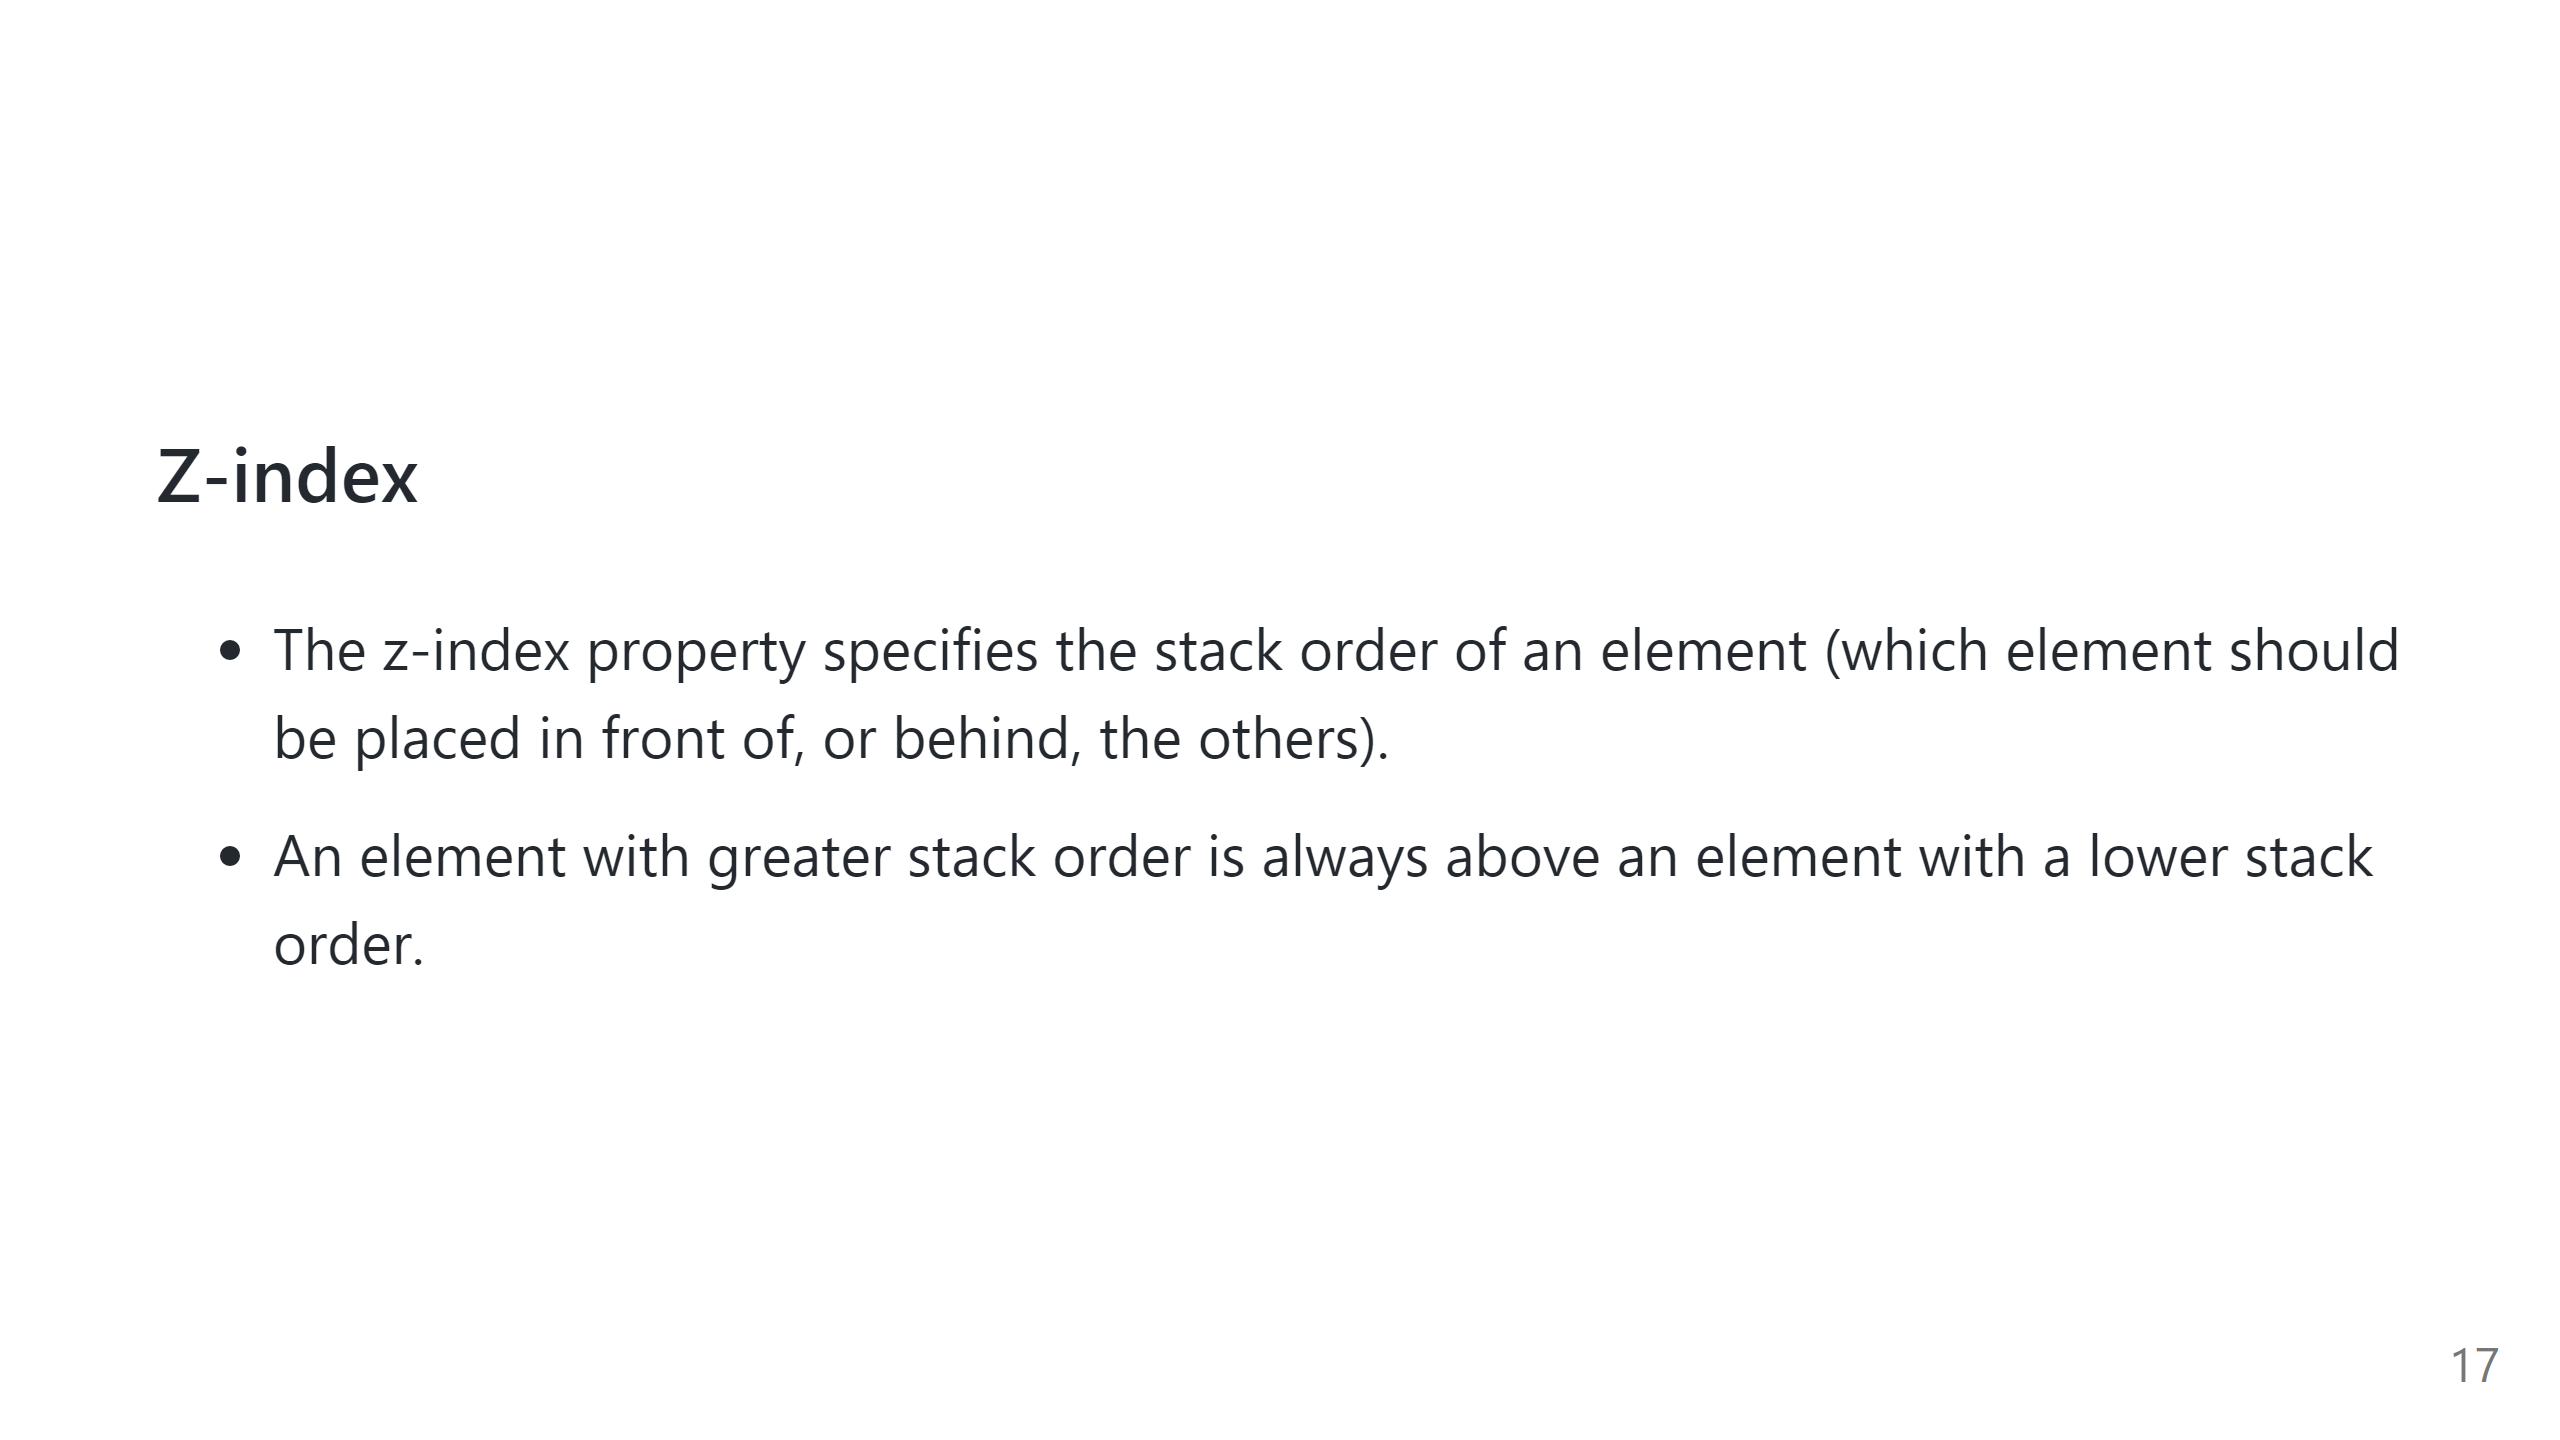 Z-index
• The z-index property specifies the stack order of an element (which element should
be placed in front of, or behind, the others).
• An element with greater stack order is always above an element with a lower stack
order.
17